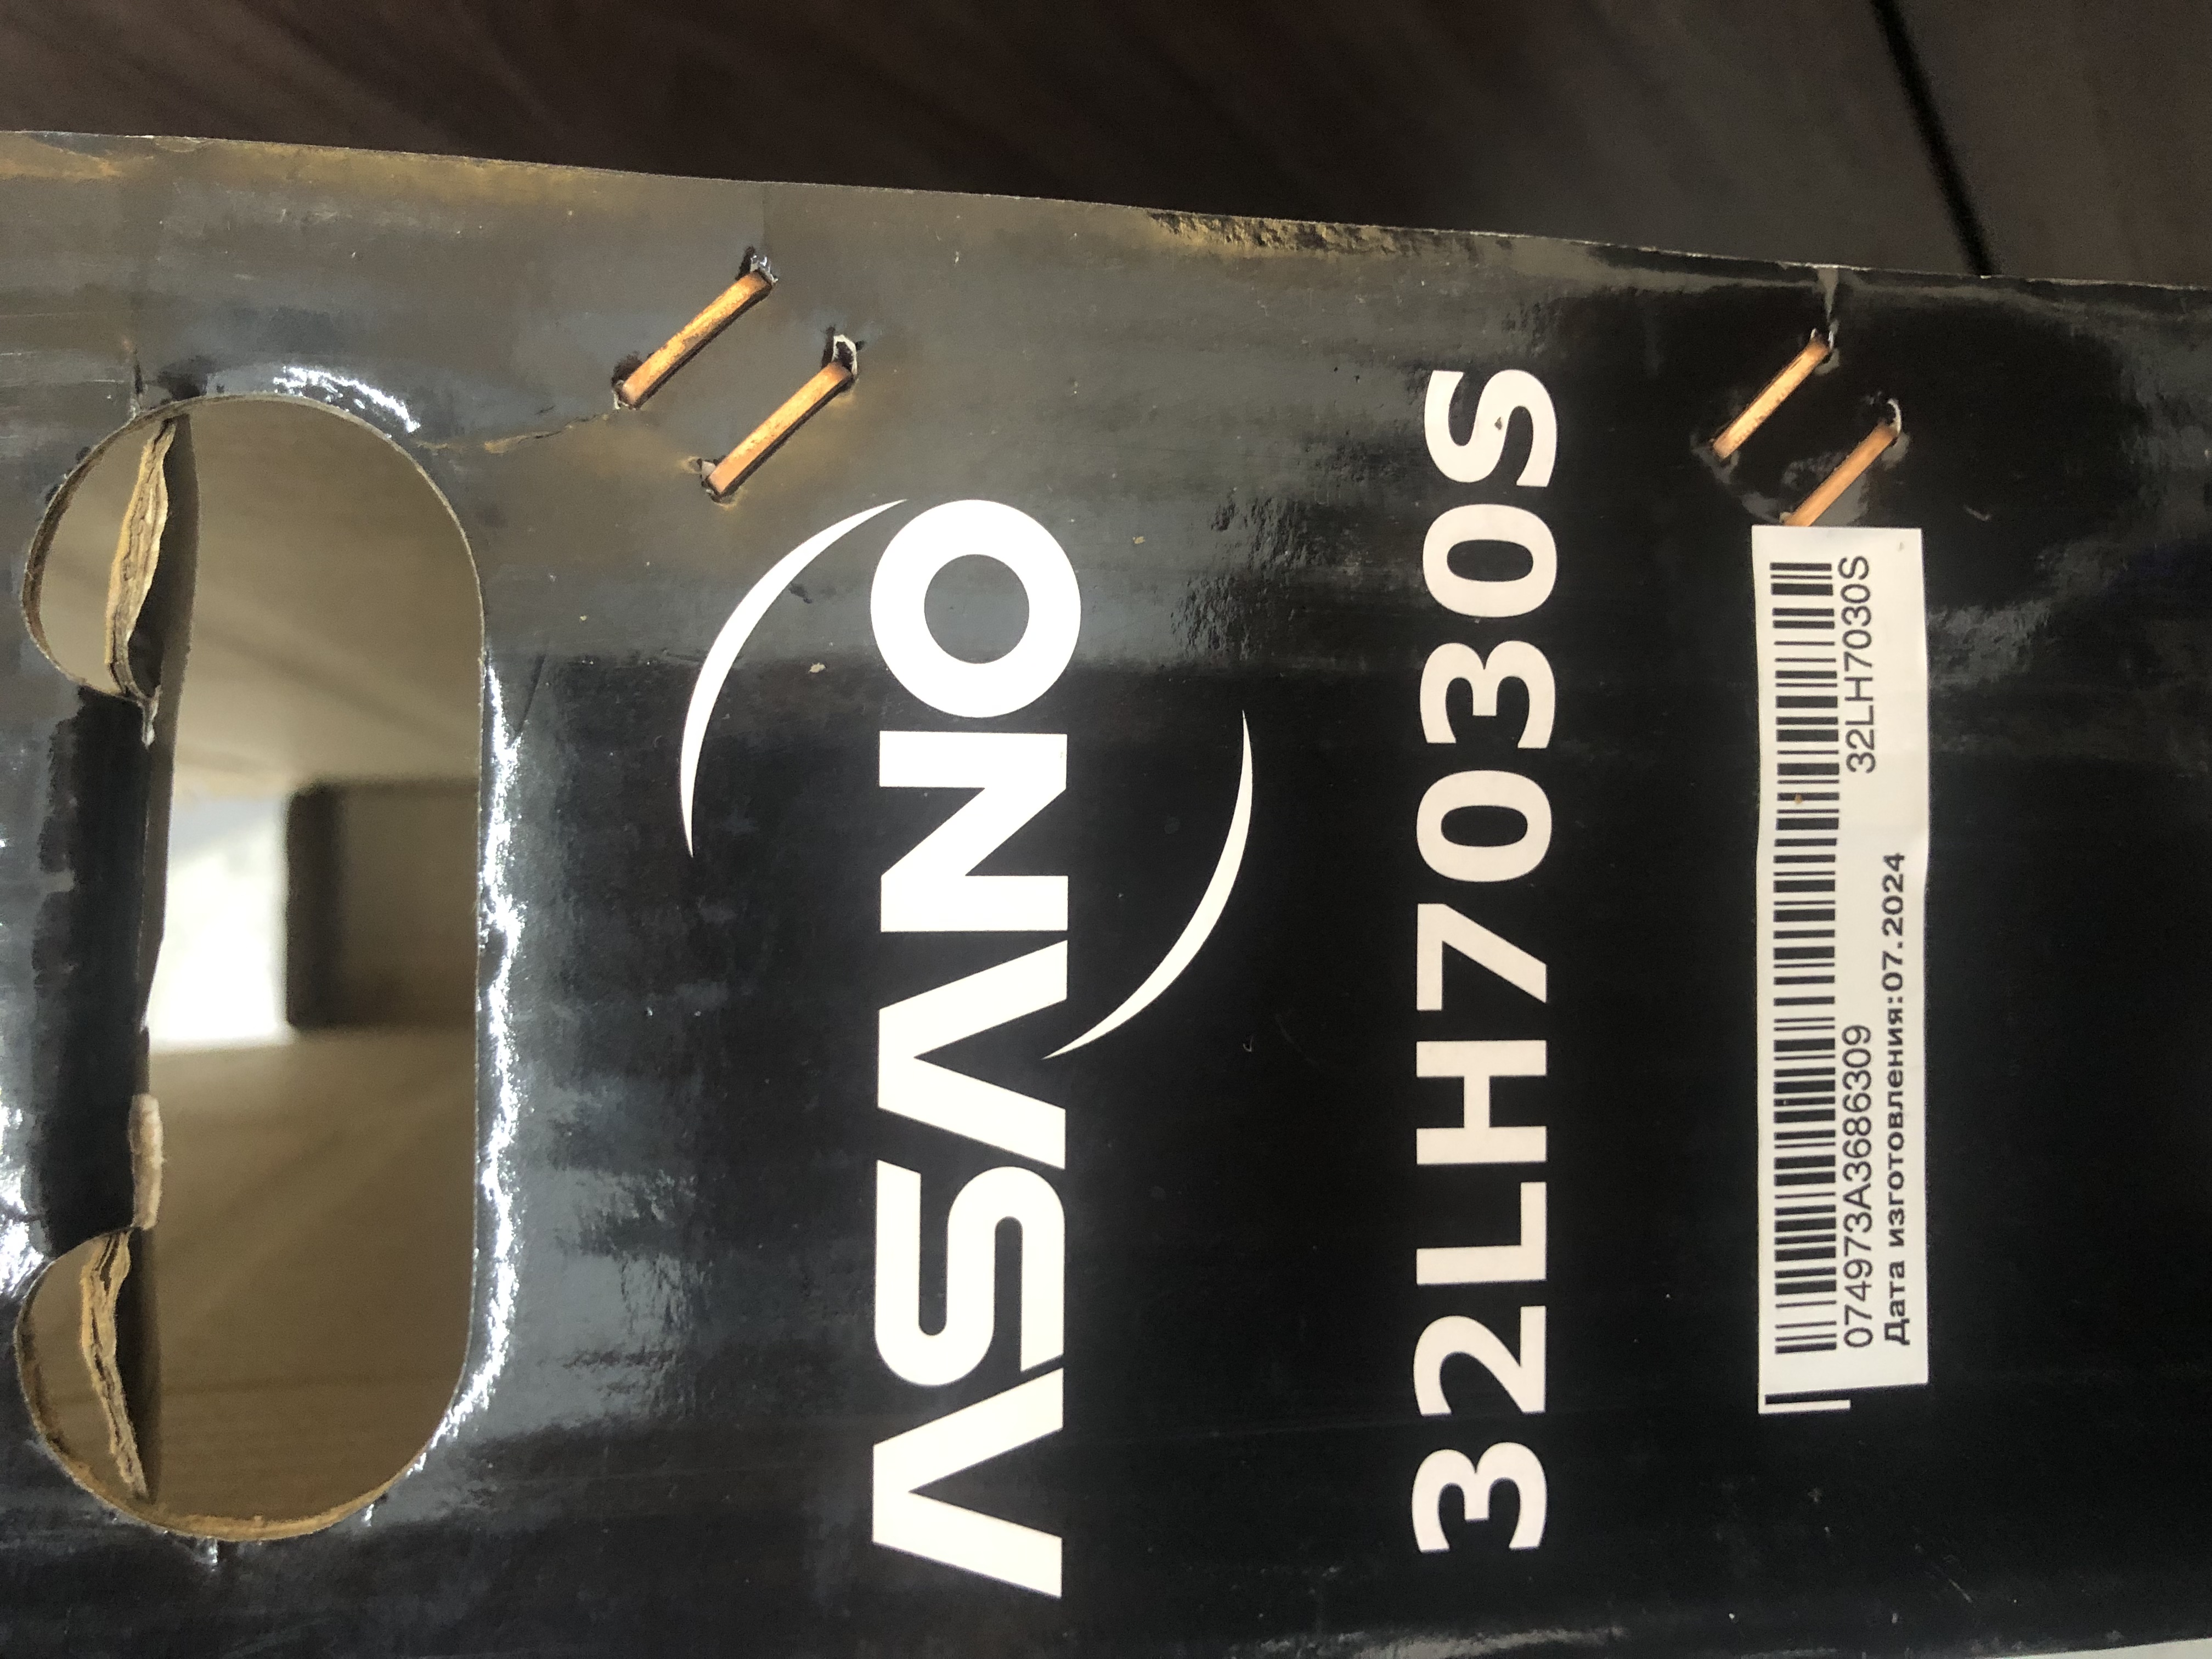 ASANO
32LH7030S
074973A3686309 32LH7030S
Дата изготовления:07.2024